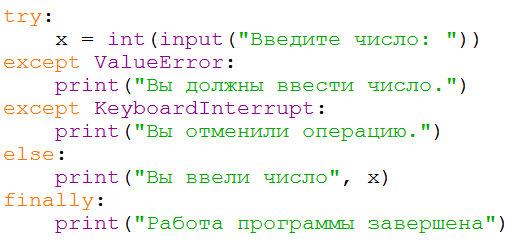 try:
    x = int(input("Введите число: "))
except ValueError:
    print("Вы должны ввести число.")
except KeyboardInterrupt:
    print("Вы отменили операцию.")
else:
    print("Вы ввели число", x)
finally:
    print("Работа программы завершена")